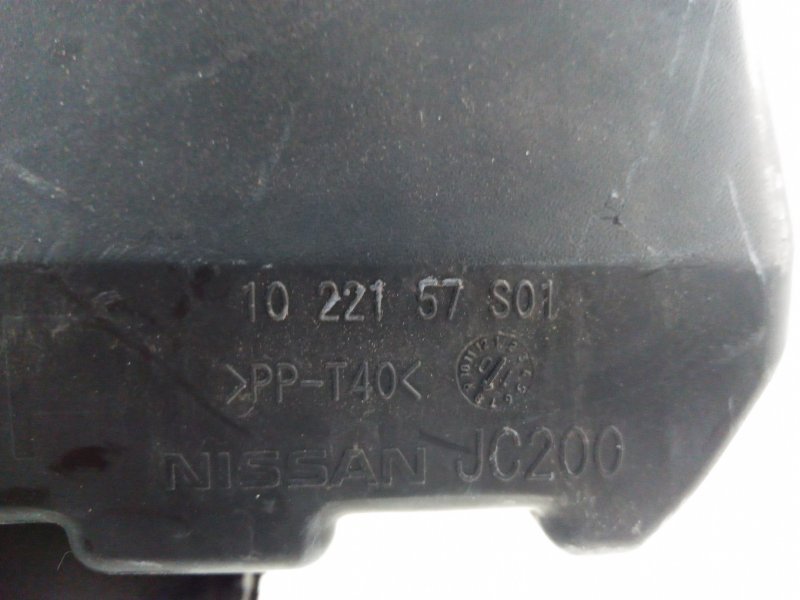 10 221 57 S01
>PP-T40<
NISSAN JC200